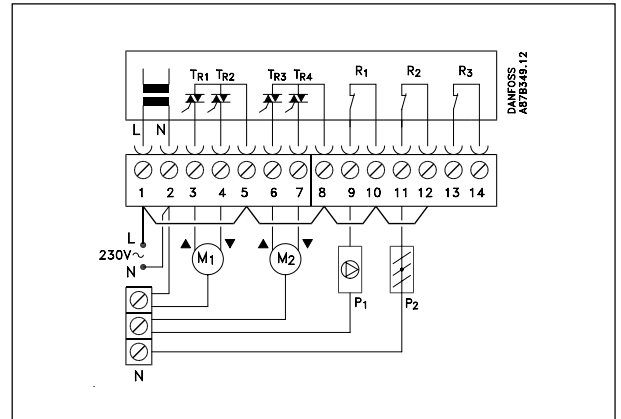 TR1 TR2 TR3 TR4 R1 R2 R3
DANFOSS
A87B349.12
L N
1 2 3 4 5 6 7 8 9 10 11 12 13 14
L
230V~
N
M1 M2
P1 P2
N